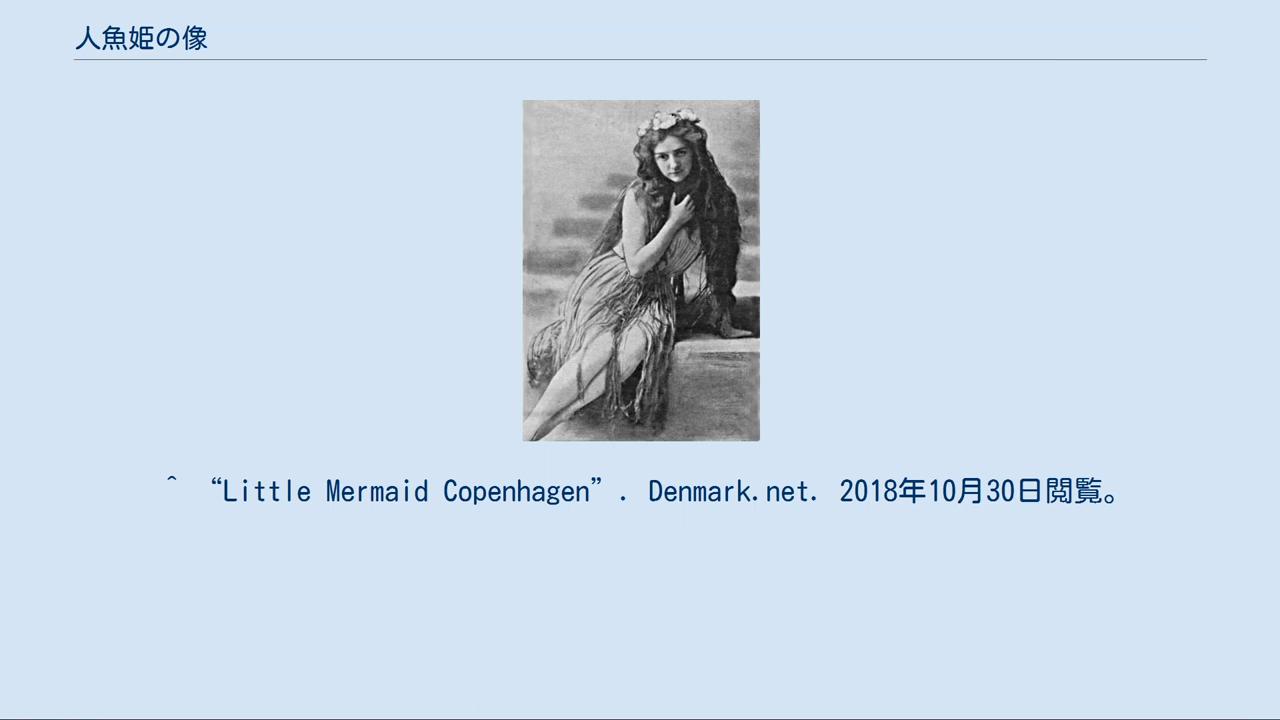 人魚姫の像
^ “Little Mermaid Copenhagen”. Denmark.net. 2018年10月30日閲覧。